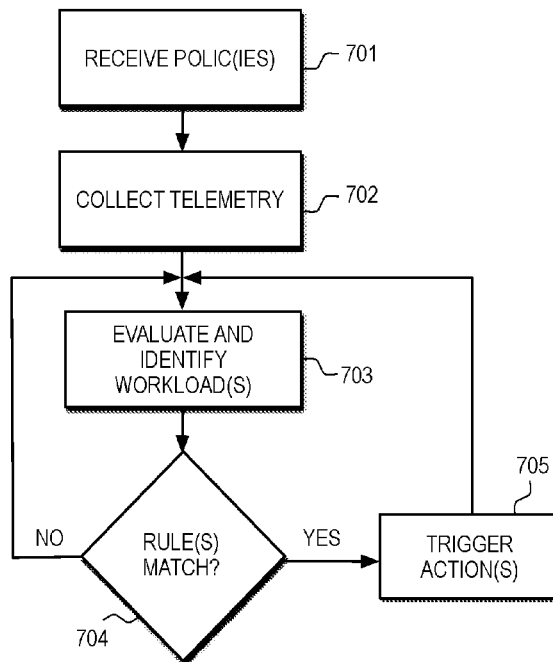 RECEIVE POLIC(IES)
701
COLLECT TELEMETRY
702
EVALUATE AND
IDENTIFY
WORKLOAD(S)
703
RULE(S)
MATCH?
704
NO
YES
705
TRIGGER
ACTION(S)